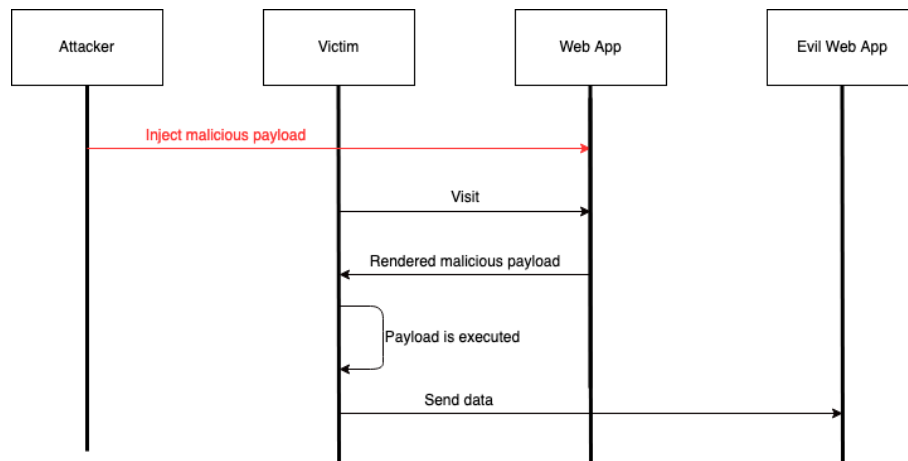 Attacker
Victim
Web App
Evil Web App
Inject malicious payload
Visit
Rendered malicious payload
Payload is executed
Send data